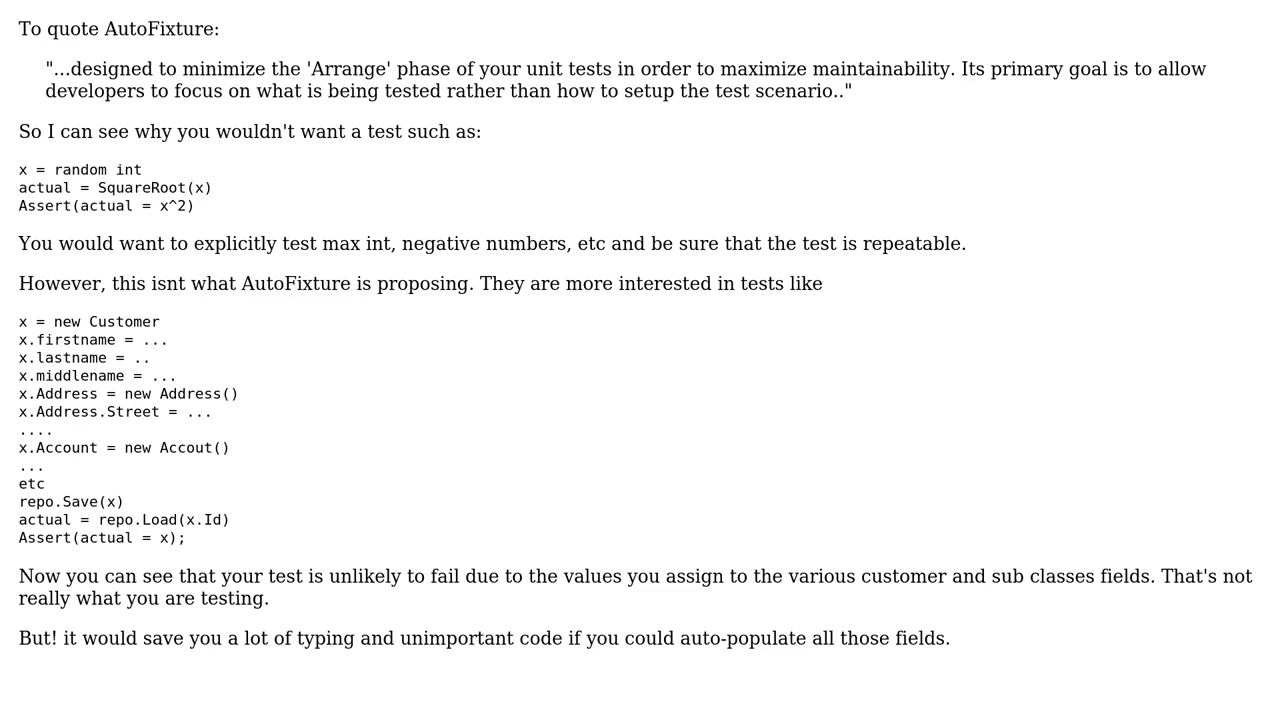 To quote AutoFixture:
"...designed to minimize the 'Arrange' phase of your unit tests in order to maximize maintainability. Its primary goal is to allow
developers to focus on what is being tested rather than how to setup the test scenario.."
So I can see why you wouldn't want a test such as:
x = random int
actual = SquareRoot(x)
Assert(actual = x^2)
You would want to explicitly test max int, negative numbers, etc and be sure that the test is repeatable.
However, this isnt what AutoFixture is proposing. They are more interested in tests like
x = new Customer
x.firstname = ...
x.lastname = ..
x.middlename = ...
x.Address = new Address()
x.Address.Street = ...
....
x.Account = new Accout()
...
etc
repo.Save(x)
actual = repo.Load(x.Id)
Assert(actual = x);
Now you can see that your test is unlikely to fail due to the values you assign to the various customer and sub classes fields. That's not
really what you are testing.
But! it would save you a lot of typing and unimportant code if you could auto-populate all those fields.